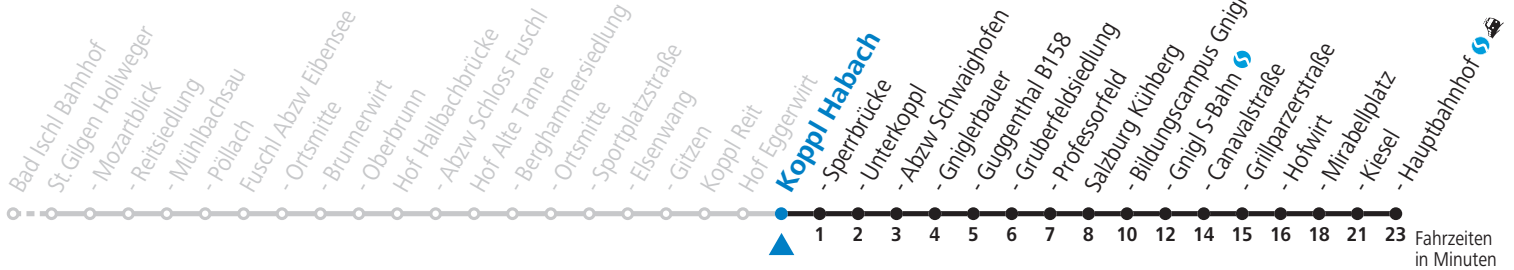 Bad Ischl Bahnhof
St.Gilgen Hollweger
- Mozartblick
- Reitsiedlung
- Mühlbachsau
- Pöllach
Fuschl Abzw Eibensee
- Ortsmitte
- Brunnerwirt
- Oberbrunn
Hof Hallbachbrücke
- Abzw Schloss Fuschl
Hof Alte Tanne
- Berghammersiedlung
- Ortsmitte
- Sportplatzstraße
- Elsenwang
- Gitzen
Koppl Reit
Hof Eggerwirt
Koppl Habach
- Sperrbrücke
- Unterkoppl
- Abzw Schwaighofen
- Gniglerbauer
- Guggenthal B158
- Gruberfeldsiedlung
- Professorfeld
Salzburg Kühberg
- Bildungscampus Gnigl
- Gnigl S-Bahn
- Canavalstraße
- Grillparzerstraße
- Hofwirt
- Mirabellplatz
- Kiesel
- Hauptbahnhof
1 2 3 4 5 6 7 8 10 12 14 15 16 18 21 23
Fahrzeiten
in Minuten